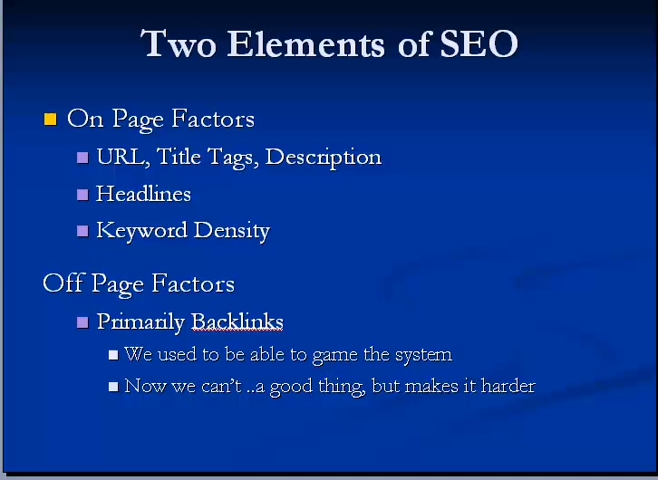 Two Elements of SEO
On Page Factors
URL, Title Tags, Description
Headlines
Keyword Density
Off Page Factors
Primarily Backlinks
We used to be able to game the system
Now we can't ..a good thing, but makes it harder